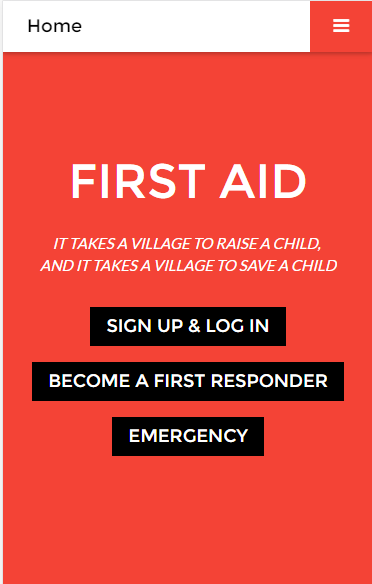 Home
FIRST AID
IT TAKES A VILLAGE TO RAISE A CHILD,
AND IT TAKES A VILLAGE TO SAVE A CHILD
SIGN UP & LOG IN
BECOME A FIRST RESPONDER
EMERGENCY